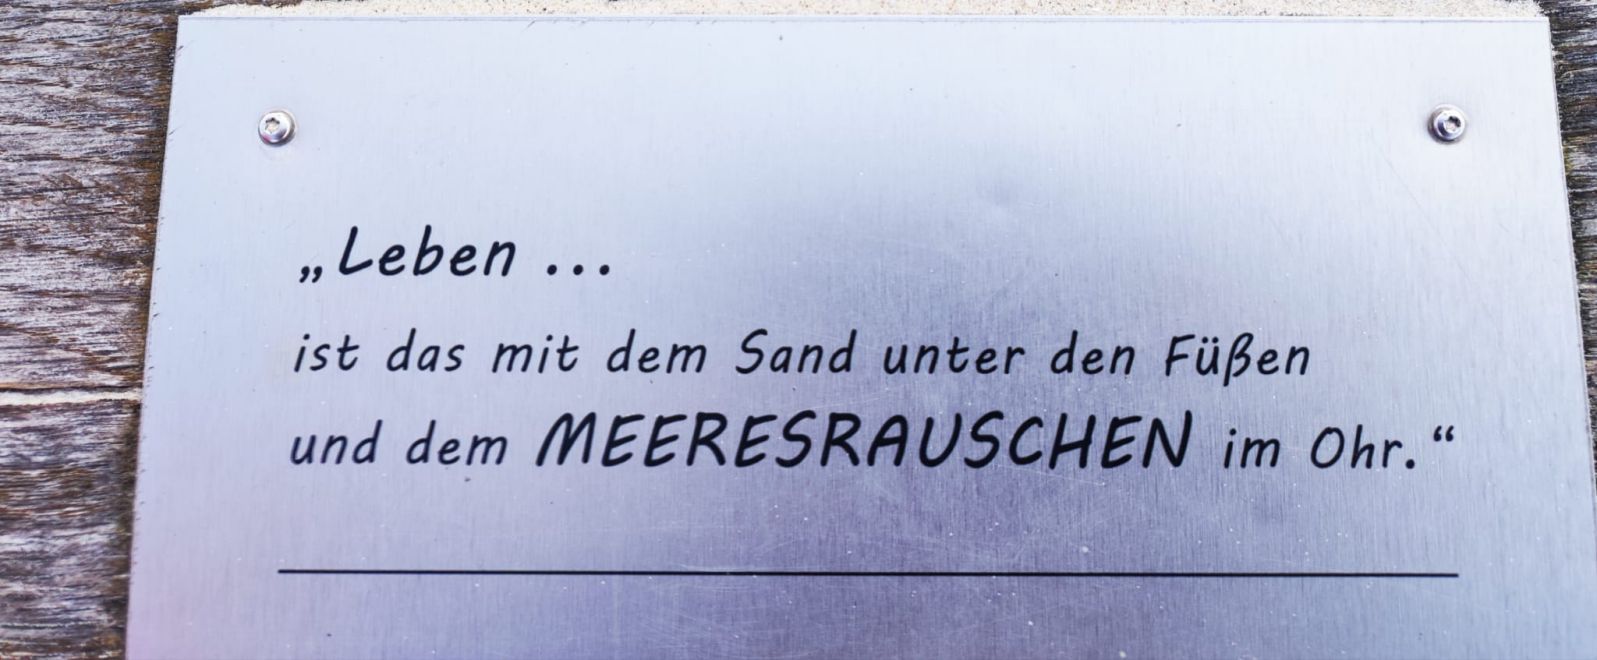 „Leben ...
ist das mit dem Sand unter den Füßen
und dem MEERESRAUSCHEN im Ohr.“